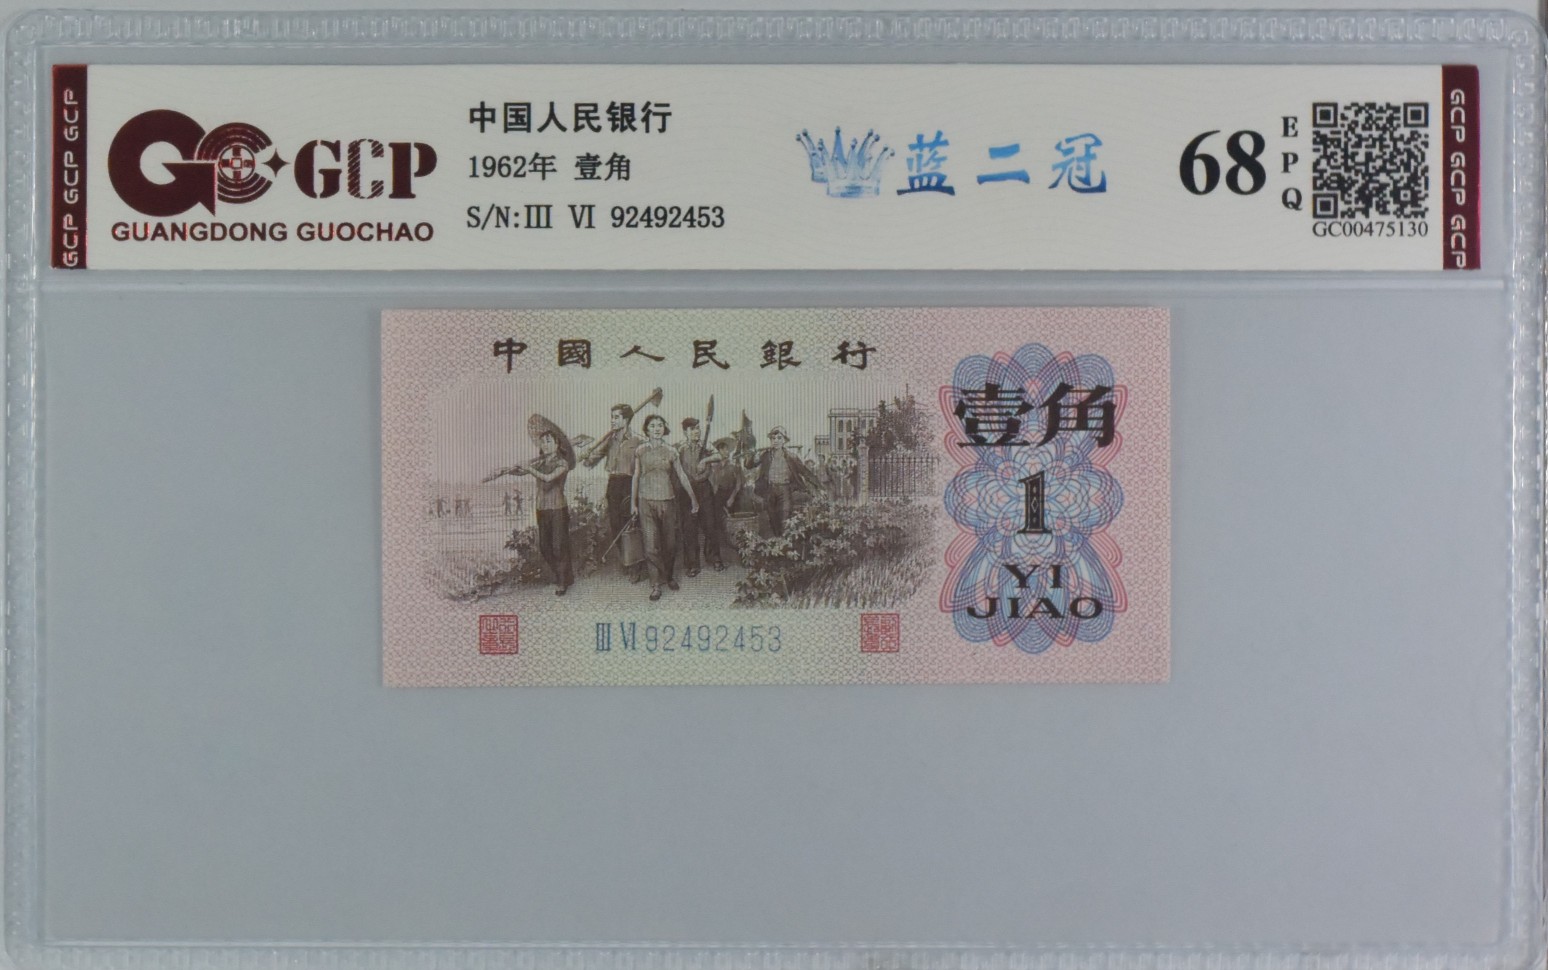 GCP GCP GCP
GCP
GUANGDONG GUOCHAO
中国人民银行
1962年 壹角
S/N:Ⅲ Ⅵ 92492453
蓝二冠
68
EPQ
GC00475130
GCP GCP GCP
中國人民銀行
壹角
1
YI
JIAO
Ⅲ Ⅵ 92492453